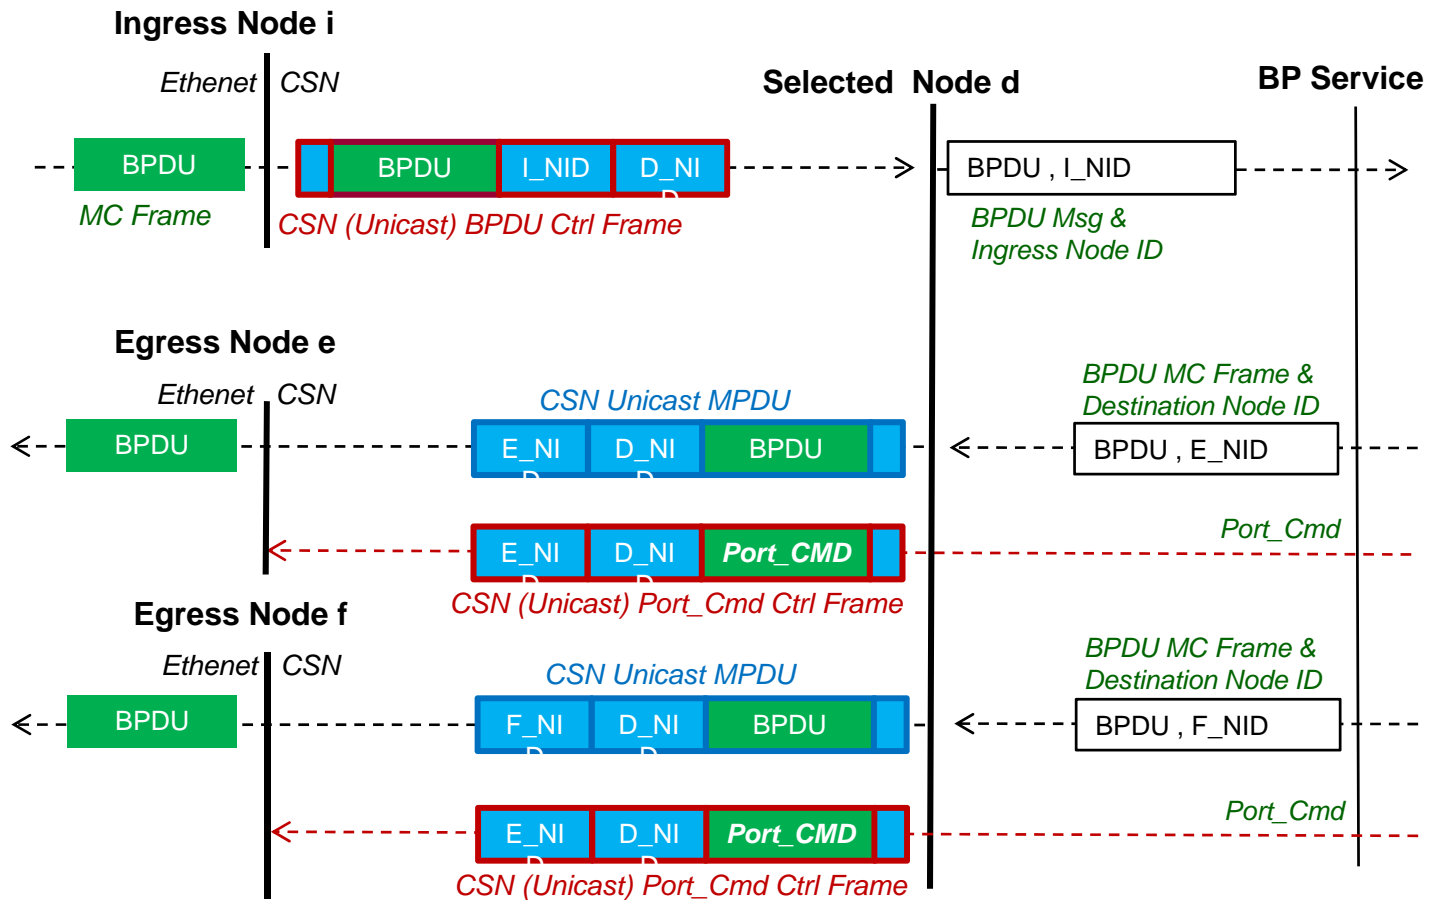 Ingress Node i
Ethenet CSN
Selected Node d
BP Service
BPDU
BPDU I_NID D_NI
D
BPDU , I_NID
MC Frame
CSN (Unicast) BPDU Ctrl Frame
BPDU Msg &
Ingress Node ID
Egress Node e
Ethenet CSN
CSN Unicast MPDU
BPDU MC Frame &
Destination Node ID
BPDU
E_NI D_NI BPDU
D D
BPDU , E_NID
Port_Cmd
E_NI D_NI Port_CMD
D D
CSN (Unicast) Port_Cmd Ctrl Frame
Egress Node f
Ethenet CSN
CSN Unicast MPDU
BPDU MC Frame &
Destination Node ID
BPDU
F_NI D_NI BPDU
D D
BPDU , F_NID
Port_Cmd
E_NI D_NI Port_CMD
D D
CSN (Unicast) Port_Cmd Ctrl Frame